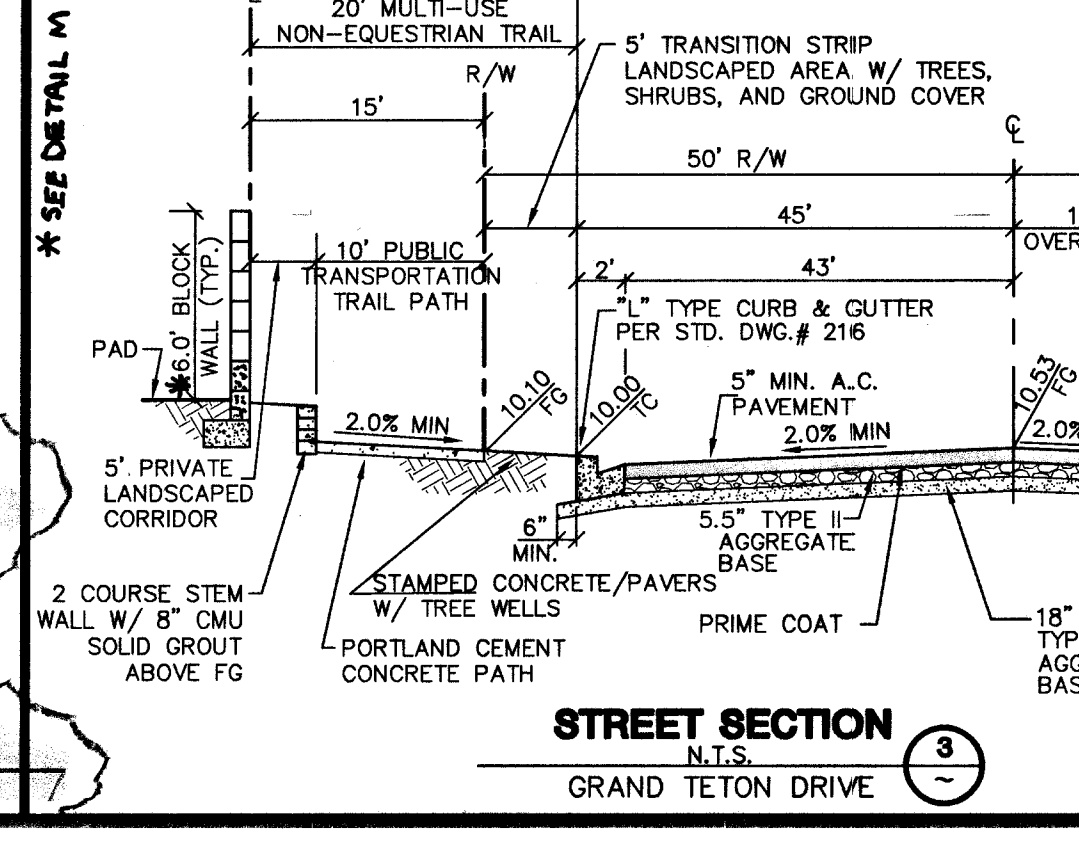 20' MULTI-USE
NON-EQUESTRIAN TRAIL
R/W
15'
5' TRANSITION STRIP
LANDSCAPED AREA W/ TREES,
SHRUBS, AND GROUND COVER
℄
50' R/W
45'
1
OVER
2'
43'
* SEE DETAIL M
10' PUBLIC
TRANSPORTATION
TRAIL PATH
*6.0' BLOCK
WALL (TYP.)
PAD
"L" TYPE CURB & GUTTER
PER STD. DWG.# 216
10.10
FG
10.00
TC
10.53
FG
5" MIN. A.C.
PAVEMENT
2.0% MIN
2.0% MIN
2.0%
5' PRIVATE
LANDSCAPED
CORRIDOR
6"
MIN.
5.5" TYPE II
AGGREGATE
BASE
2 COURSE STEM
WALL W/ 8" CMU
SOLID GROUT
ABOVE FG
STAMPED CONCRETE/PAVERS
W/ TREE WELLS
PORTLAND CEMENT
CONCRETE PATH
PRIME COAT
18"
TYP
AGG
BAS
STREET SECTION
N.T.S.
GRAND TETON DRIVE
3
~